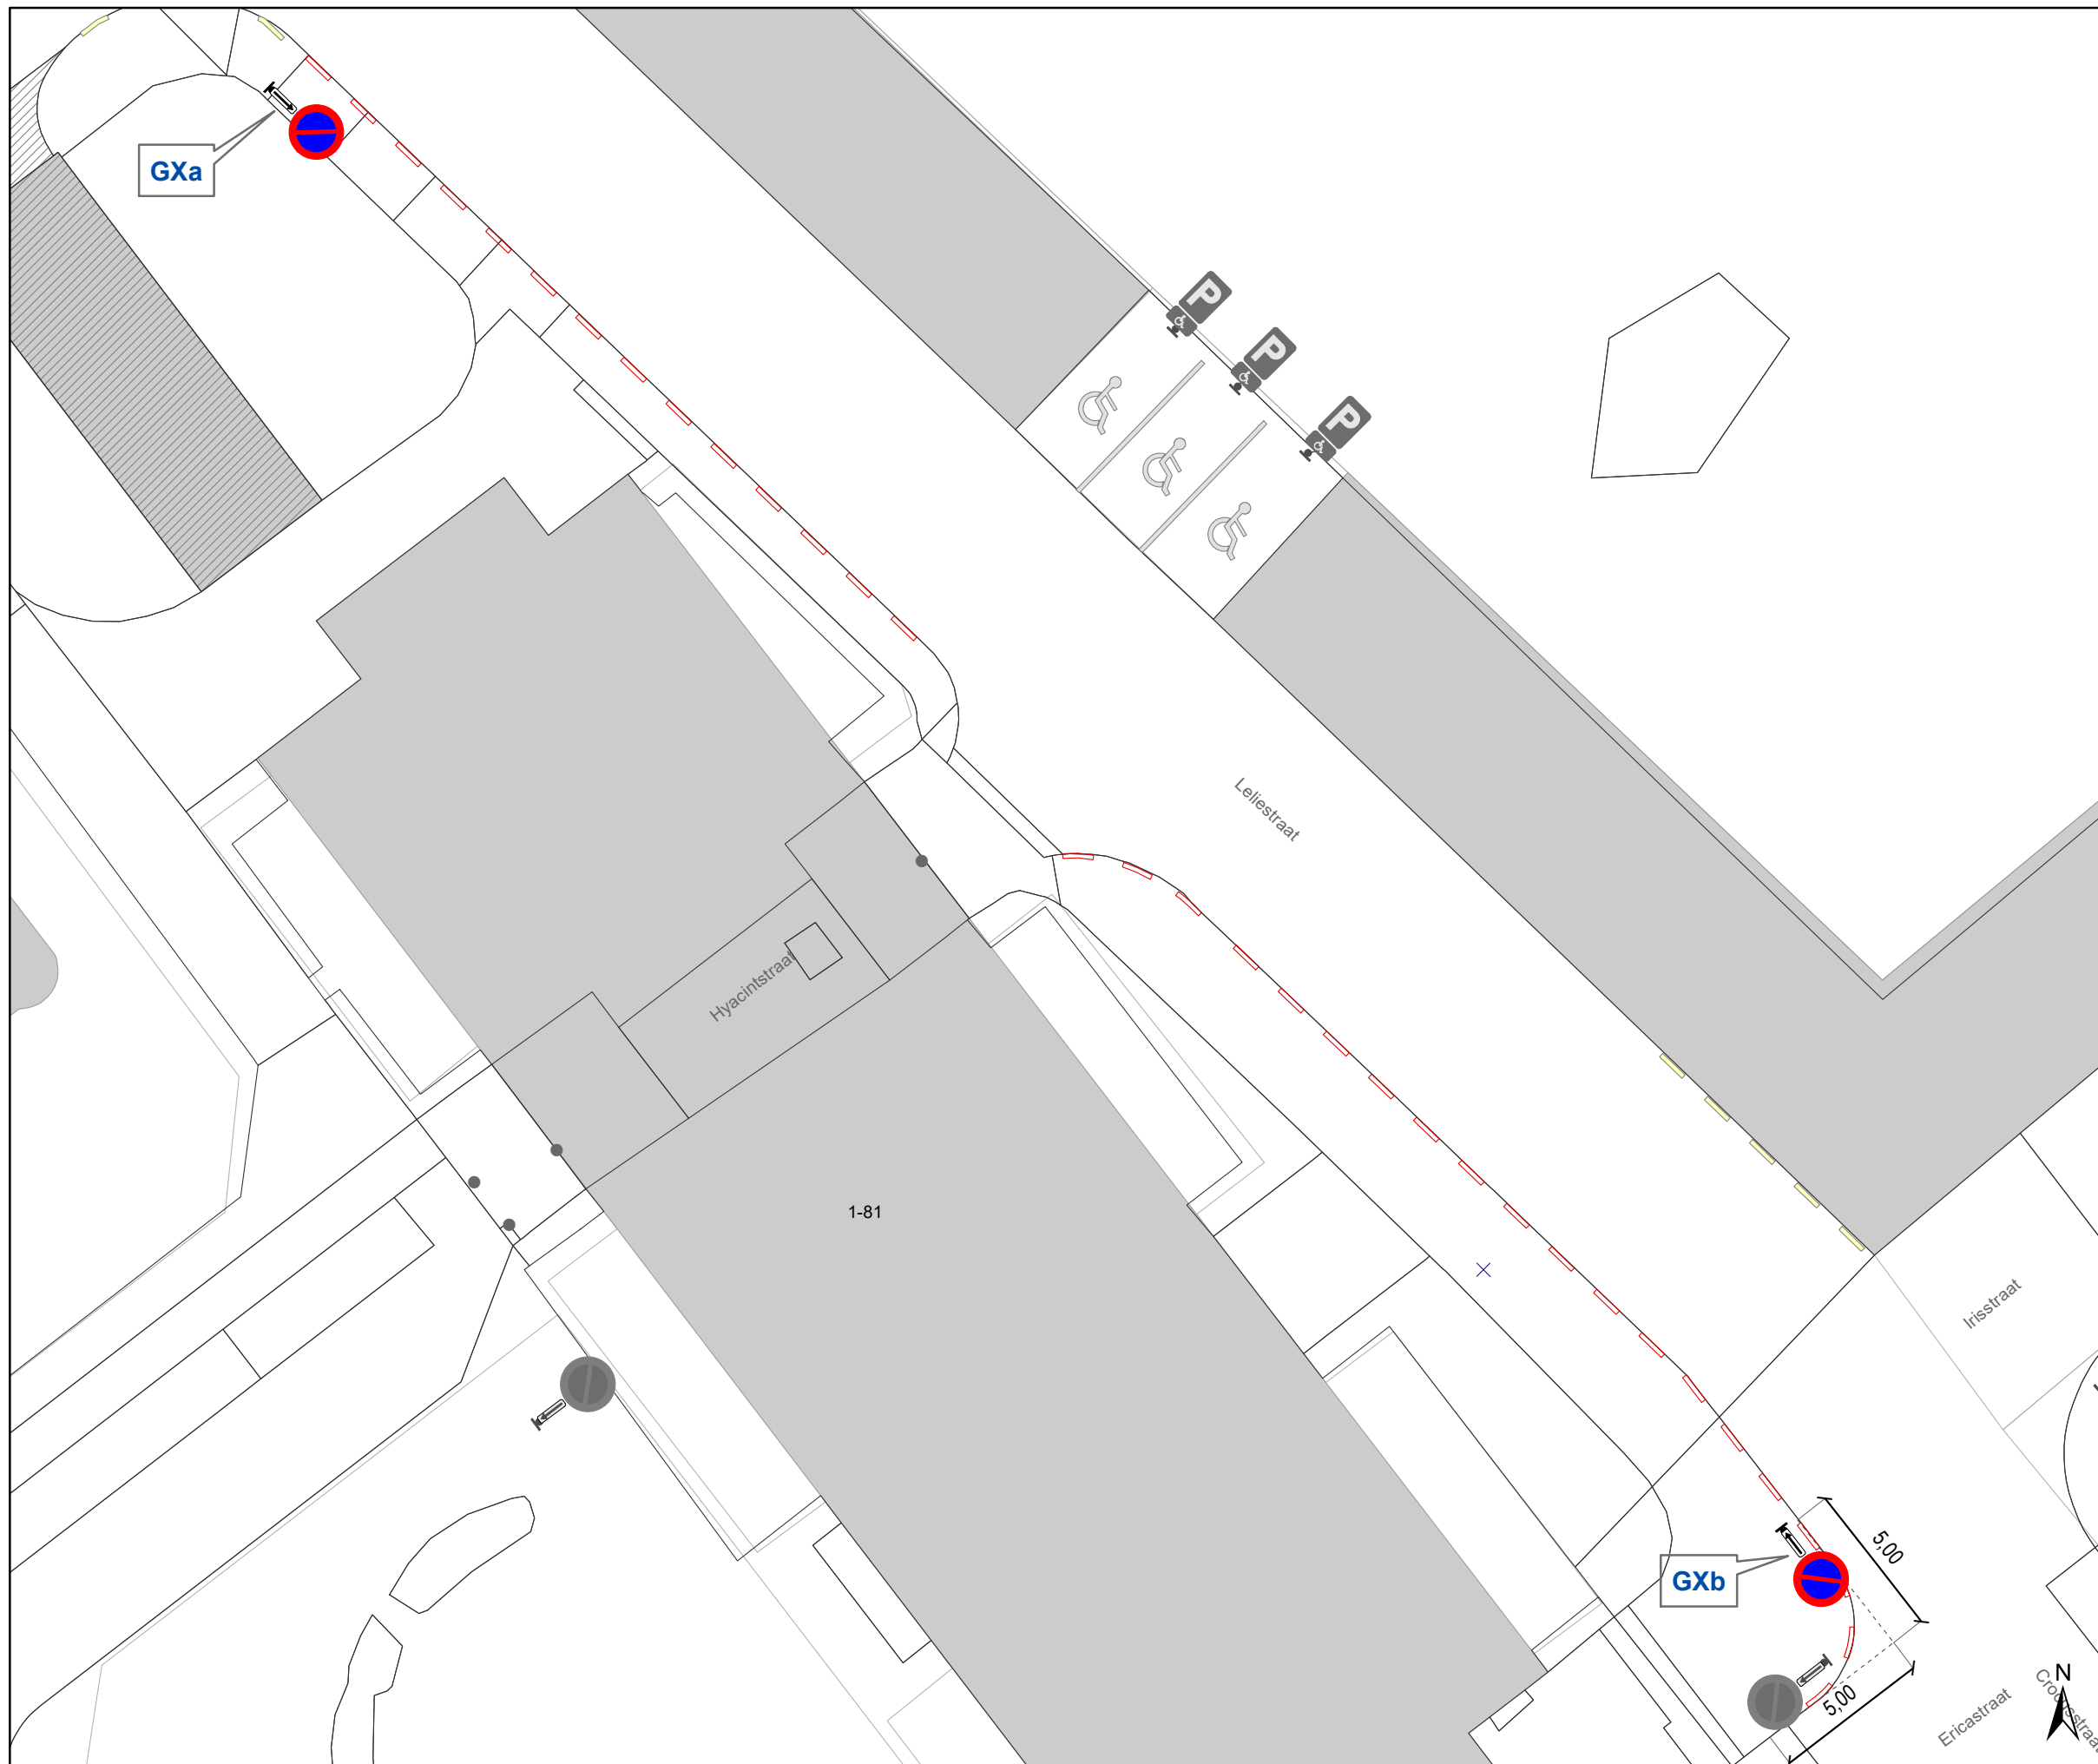 GXa
P
P
P
Leliestraat
Hyacintstraat
1-81
Irisstraat
5,00
GXb
5,00
N
Ericastraat